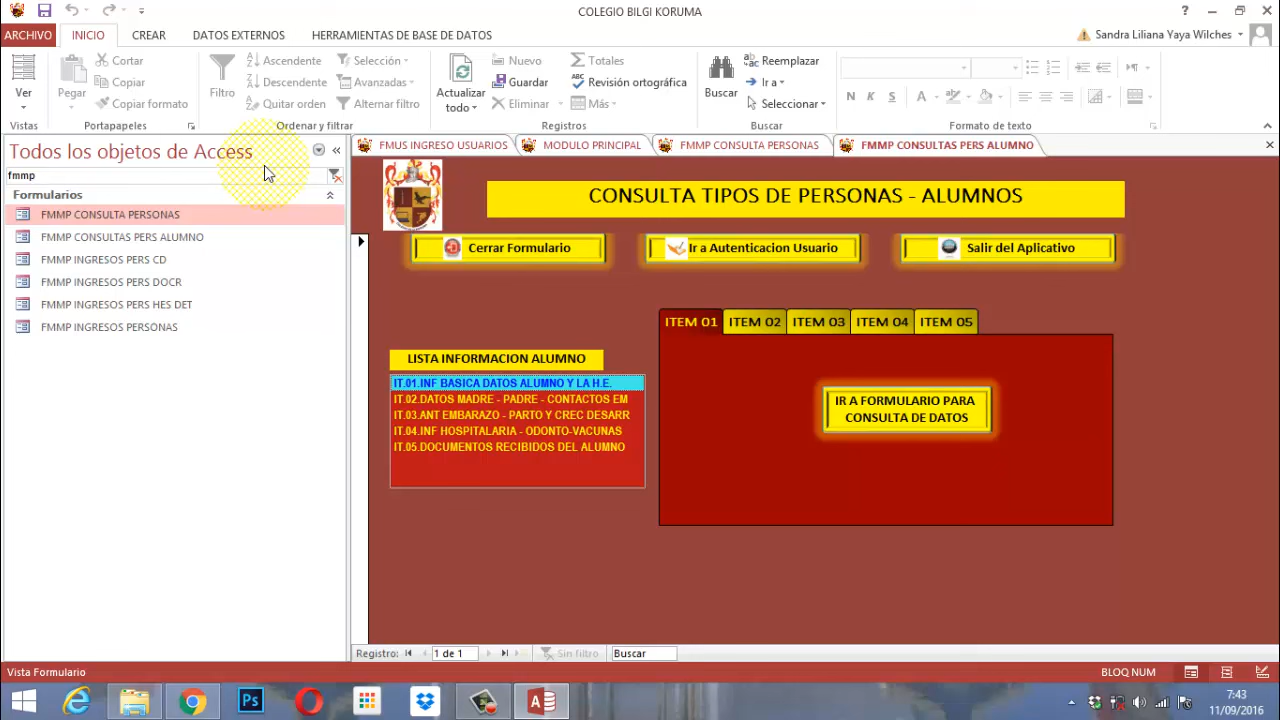 COLEGIO BILGI KORUMA
ARCHIVO INICIO CREAR DATOS EXTERNOS HERRAMIENTAS DE BASE DE DATOS
Sandra Liliana Yaya Wilches
Ver
Pegar
Cortar
Copiar
Copiar formato
Filtro
Ascendente
Descendente
Quitar orden
Selección
Avanzadas
Alternar filtro
Actualizar
todo
Nuevo
Guardar
Eliminar
Totales
Revisión ortográfica
Más
Buscar
Reemplazar
Ir a
Seleccionar
N K S A
Vistas Portapapeles Ordenar y filtrar Registros Buscar Formato de texto
Todos los objetos de Access
fmmp
Formularios
FMMP CONSULTA PERSONAS
FMMP CONSULTAS PERS ALUMNO
FMMP INGRESOS PERS CD
FMMP INGRESOS PERS DOCR
FMMP INGRESOS PERS HES DET
FMMP INGRESOS PERSONAS
FMUS INGRESO USUARIOS MODULO PRINCIPAL FMMP CONSULTA PERSONAS FMMP CONSULTAS PERS ALUMNO
CONSULTA TIPOS DE PERSONAS - ALUMNOS
Cerrar Formulario Ir a Autenticacion Usuario Salir del Aplicativo
ITEM 01 ITEM 02 ITEM 03 ITEM 04 ITEM 05
LISTA INFORMACION ALUMNO
IT.01.INF BASICA DATOS ALUMNO Y LA H.E.
IT.02.DATOS MADRE - PADRE - CONTACTOS EM
IT.03.ANT EMBARAZO - PARTO Y CREC DESARR
IT.04.INF HOSPITALARIA - ODONTO-VACUNAS
IT.05.DOCUMENTOS RECIBIDOS DEL ALUMNO
IR A FORMULARIO PARA
CONSULTA DE DATOS
Registro: 1 de 1 Sin filtro Buscar
Vista Formulario BLOQ NUM
7:43
11/09/2016